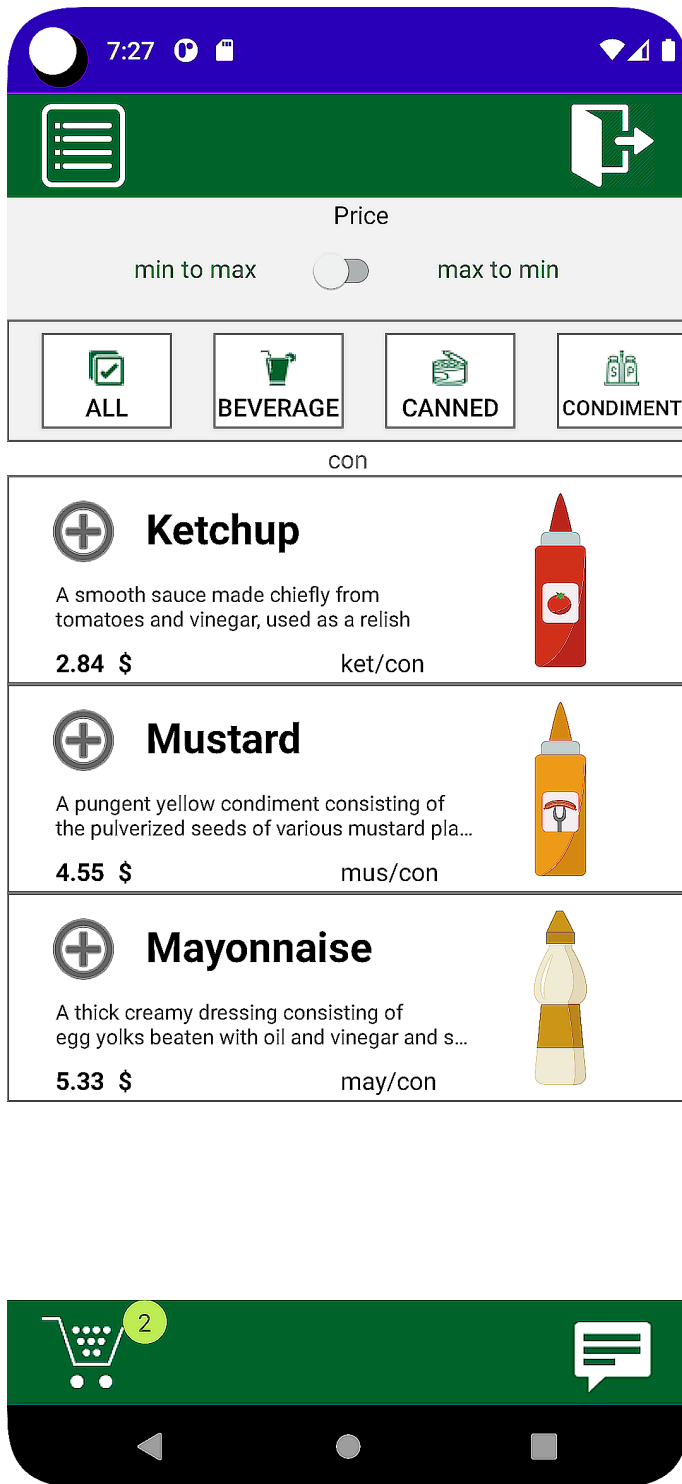 7:27
Price
min to max
max to min
ALL
BEVERAGE
CANNED
CONDIMENT
con
Ketchup
A smooth sauce made chiefly from
tomatoes and vinegar, used as a relish
2.84 $
ket/con
Mustard
A pungent yellow condiment consisting of
the pulverized seeds of various mustard pla...
4.55 $
mus/con
Mayonnaise
A thick creamy dressing consisting of
egg yolks beaten with oil and vinegar and s...
5.33 $
may/con
2